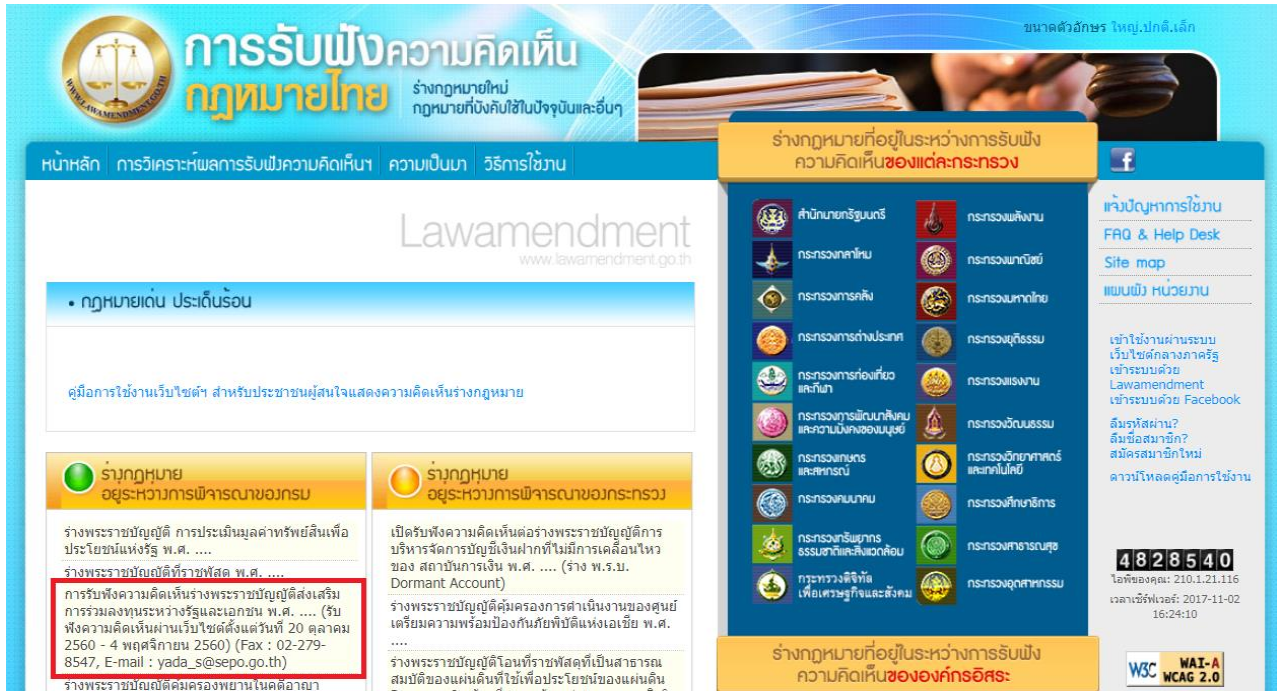 ขนาดตัวอักษร ใหญ่.ปกติ.เล็ก
การรับฟังความคิดเห็น
กฎหมายไทย
ร่างกฎหมายใหม่
กฎหมายที่บังคับใช้ในปัจจุบันและอื่นๆ
WWW.LAWAMENDMENT.GO.TH
หน้าหลัก การวิเคราะห์ผลการรับฟังความคิดเห็นฯ ความเป็นมา วิธีการใช้งาน
Lawamendment
www.lawamendment.go.th
• กฎหมายเด่น ประเด็นร้อน
คู่มือการใช้งานเว็บไซต์ฯ สำหรับประชาชนผู้สนใจแสดงความคิดเห็นร่างกฎหมาย
ร่างกฎหมาย
อยู่ระหว่างการพิจารณาของกรม
ร่างพระราชบัญญัติ การประเมินมูลค่าทรัพย์สินเพื่อ
ประโยชน์แห่งรัฐ พ.ศ. ....
ร่างพระราชบัญญัติที่ราชพัสดุ พ.ศ. ....
การรับฟังความคิดเห็นร่างพระราชบัญญัติส่งเสริม
การร่วมลงทุนระหว่างรัฐและเอกชน พ.ศ. .... (รับ
ฟังความคิดเห็นผ่านเว็บไซต์ตั้งแต่วันที่ 20 ตุลาคม
2560 - 4 พฤศจิกายน 2560) (Fax : 02-279-
8547, E-mail : yada_s@sepo.go.th)
ร่างพระราชบัญญัติคุ้มครองพยานในคดีอาญา
ร่างกฎหมาย
อยู่ระหว่างการพิจารณาของกระทรวง
เปิดรับฟังความคิดเห็นต่อร่างพระราชบัญญัติการ
บริหารจัดการบัญชีเงินฝากที่ไม่มีการเคลื่อนไหว
ของ สถาบันการเงิน พ.ศ. .... (ร่าง พ.ร.บ.
Dormant Account)
ร่างพระราชบัญญัติคุ้มครองการดำเนินงานของศูนย์
เตรียมความพร้อมป้องกันภัยพิบัติแห่งเอเชีย พ.ศ.
....
ร่างพระราชบัญญัติโอนที่ราชพัสดุที่เป็นสาธารณ
สมบัติของแผ่นดินที่ใช้เพื่อประโยชน์ของแผ่นดิน
ร่างกฎหมายที่อยู่ในระหว่างการรับฟัง
ความคิดเห็นของแต่ละกระทรวง
สำนักนายกรัฐมนตรี
กระทรวงพลังงาน
กระทรวงกลาโหม
กระทรวงพาณิชย์
กระทรวงการคลัง
กระทรวงมหาดไทย
กระทรวงการต่างประเทศ
กระทรวงยุติธรรม
กระทรวงการท่องเที่ยว
และกีฬา
กระทรวงแรงงาน
กระทรวงการพัฒนาสังคม
และความมั่นคงของมนุษย์
กระทรวงวัฒนธรรม
กระทรวงเกษตร
และสหกรณ์
กระทรวงวิทยาศาสตร์
และเทคโนโลยี
กระทรวงคมนาคม
กระทรวงศึกษาธิการ
กระทรวงทรัพยากร
ธรรมชาติและสิ่งแวดล้อม
กระทรวงสาธารณสุข
กระทรวงดิจิทัล
เพื่อเศรษฐกิจและสังคม
กระทรวงอุตสาหกรรม
ร่างกฎหมายที่อยู่ในระหว่างการรับฟัง
ความคิดเห็นขององค์กรอิสระ
f
แจ้งปัญหาการใช้งาน
FAQ & Help Desk
Site map
แผนผัง หน่วยงาน
เข้าใช้งานผ่านระบบ
เว็บไซต์กลางภาครัฐ
เข้าระบบด้วย
Lawamendment
เข้าระบบด้วย Facebook
ลืมรหัสผ่าน?
ลืมชื่อสมาชิก?
สมัครสมาชิกใหม่
ดาวน์โหลดคู่มือการใช้งาน
4828540
ไอพีของคุณ: 210.1.21.116
เวลาเซิร์ฟเวอร์: 2017-11-02
16:24:10
W3C WAI-A
WCAG 2.0